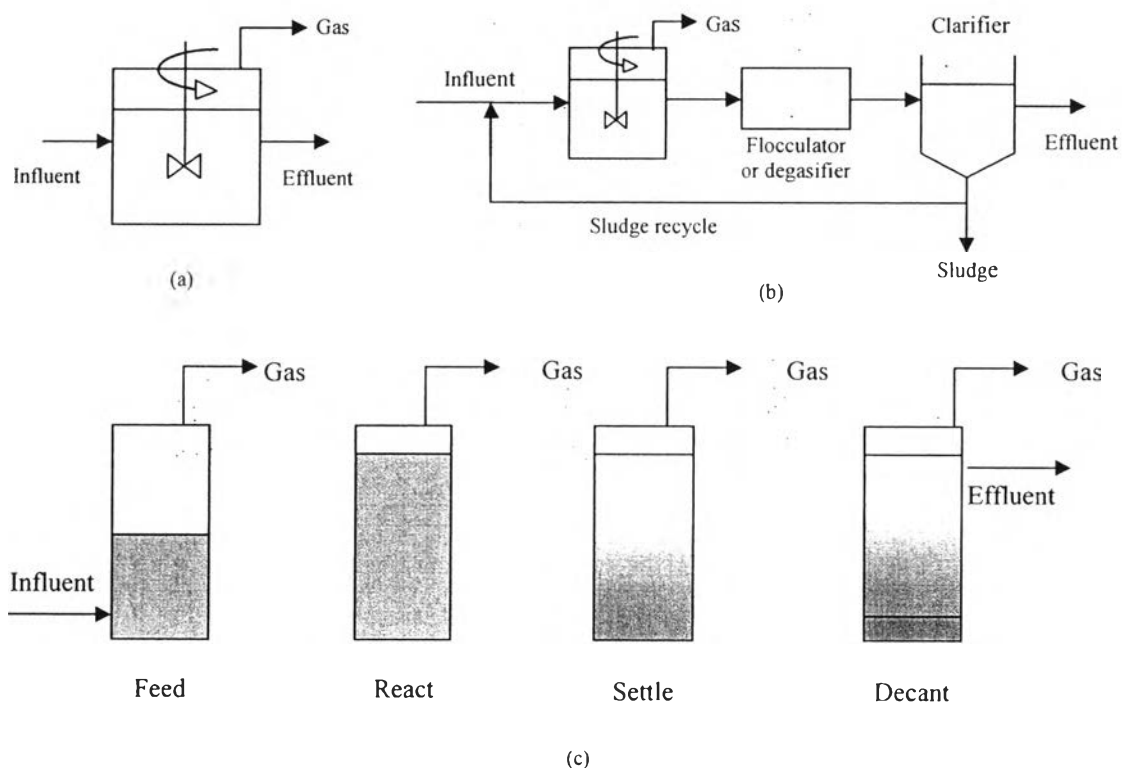 Gas
Influent
Effluent
(a)
Gas
Clarifier
Influent
Effluent
Flocculator
or degasifier
Sludge recycle
Sludge
(b)
Gas
Gas
Gas
Gas
Effluent
Influent
Feed
React
Settle
Decant
(c)